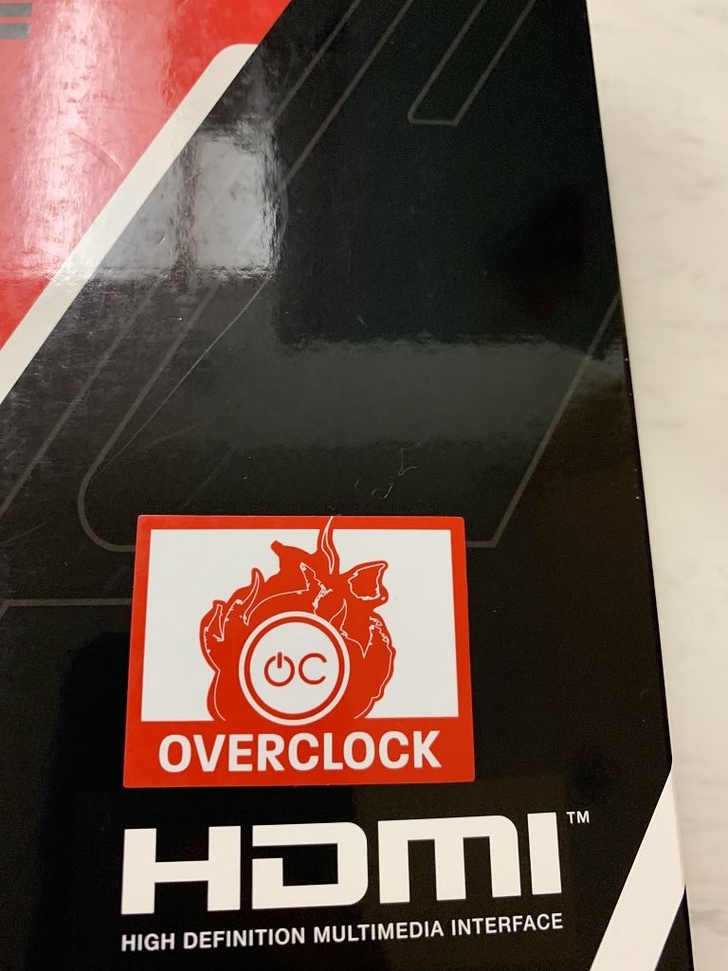 OC
OVERCLOCK
HDMI™
HIGH DEFINITION MULTIMEDIA INTERFACE